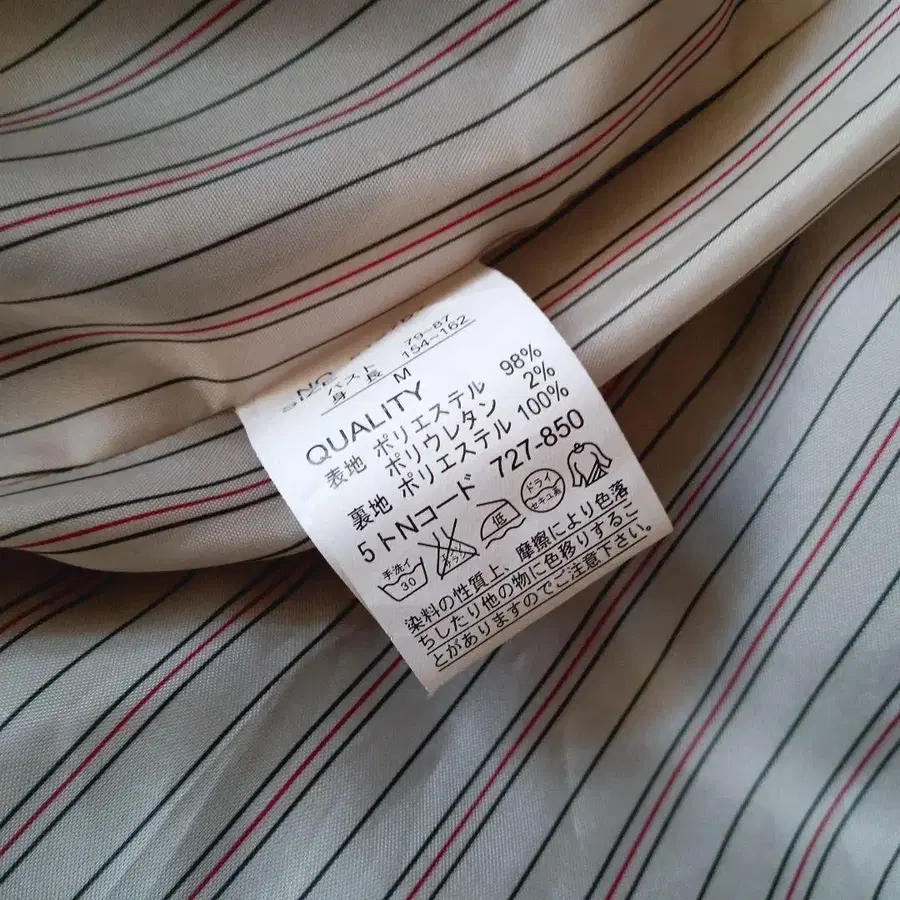 バスト 79~87
身長 154~162
M
QUALITY
表地 ポリエステル 98%
ポリウレタン 2%
裏地 ポリエステル 100%
5トNコード 727-850
手洗イ 30 低 ドライ セキユ系
染料の性質上、摩擦により色落
ちしたり他の物に色移りするこ
とがありますのでご注意下さい。